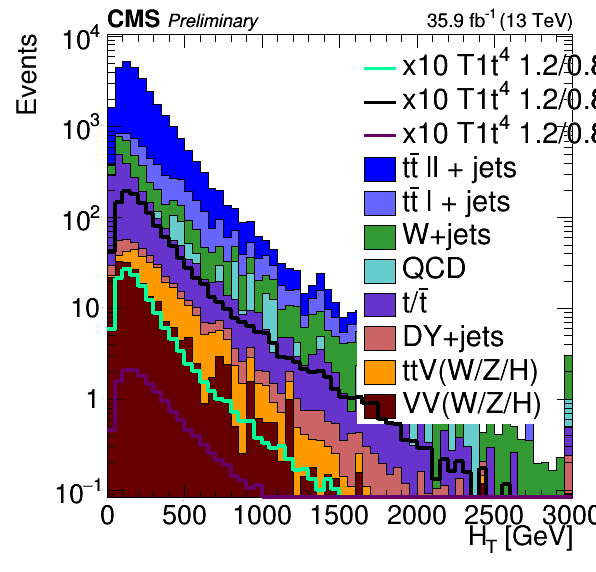 CMS Preliminary 35.9 fb⁻¹ (13 TeV)
Events
10⁴
10³
10²
10
1
10⁻¹
x10 T1t⁴ 1.2/0.8
x10 T1t⁴ 1.2/0.8
x10 T1t⁴ 1.2/0.8
tt̄ ll + jets
tt̄ l + jets
W+jets
QCD
t/t̄
DY+jets
ttV(W/Z/H)
VV(W/Z/H)
0 500 1000 1500 2000 2500 3000
H_T [GeV]